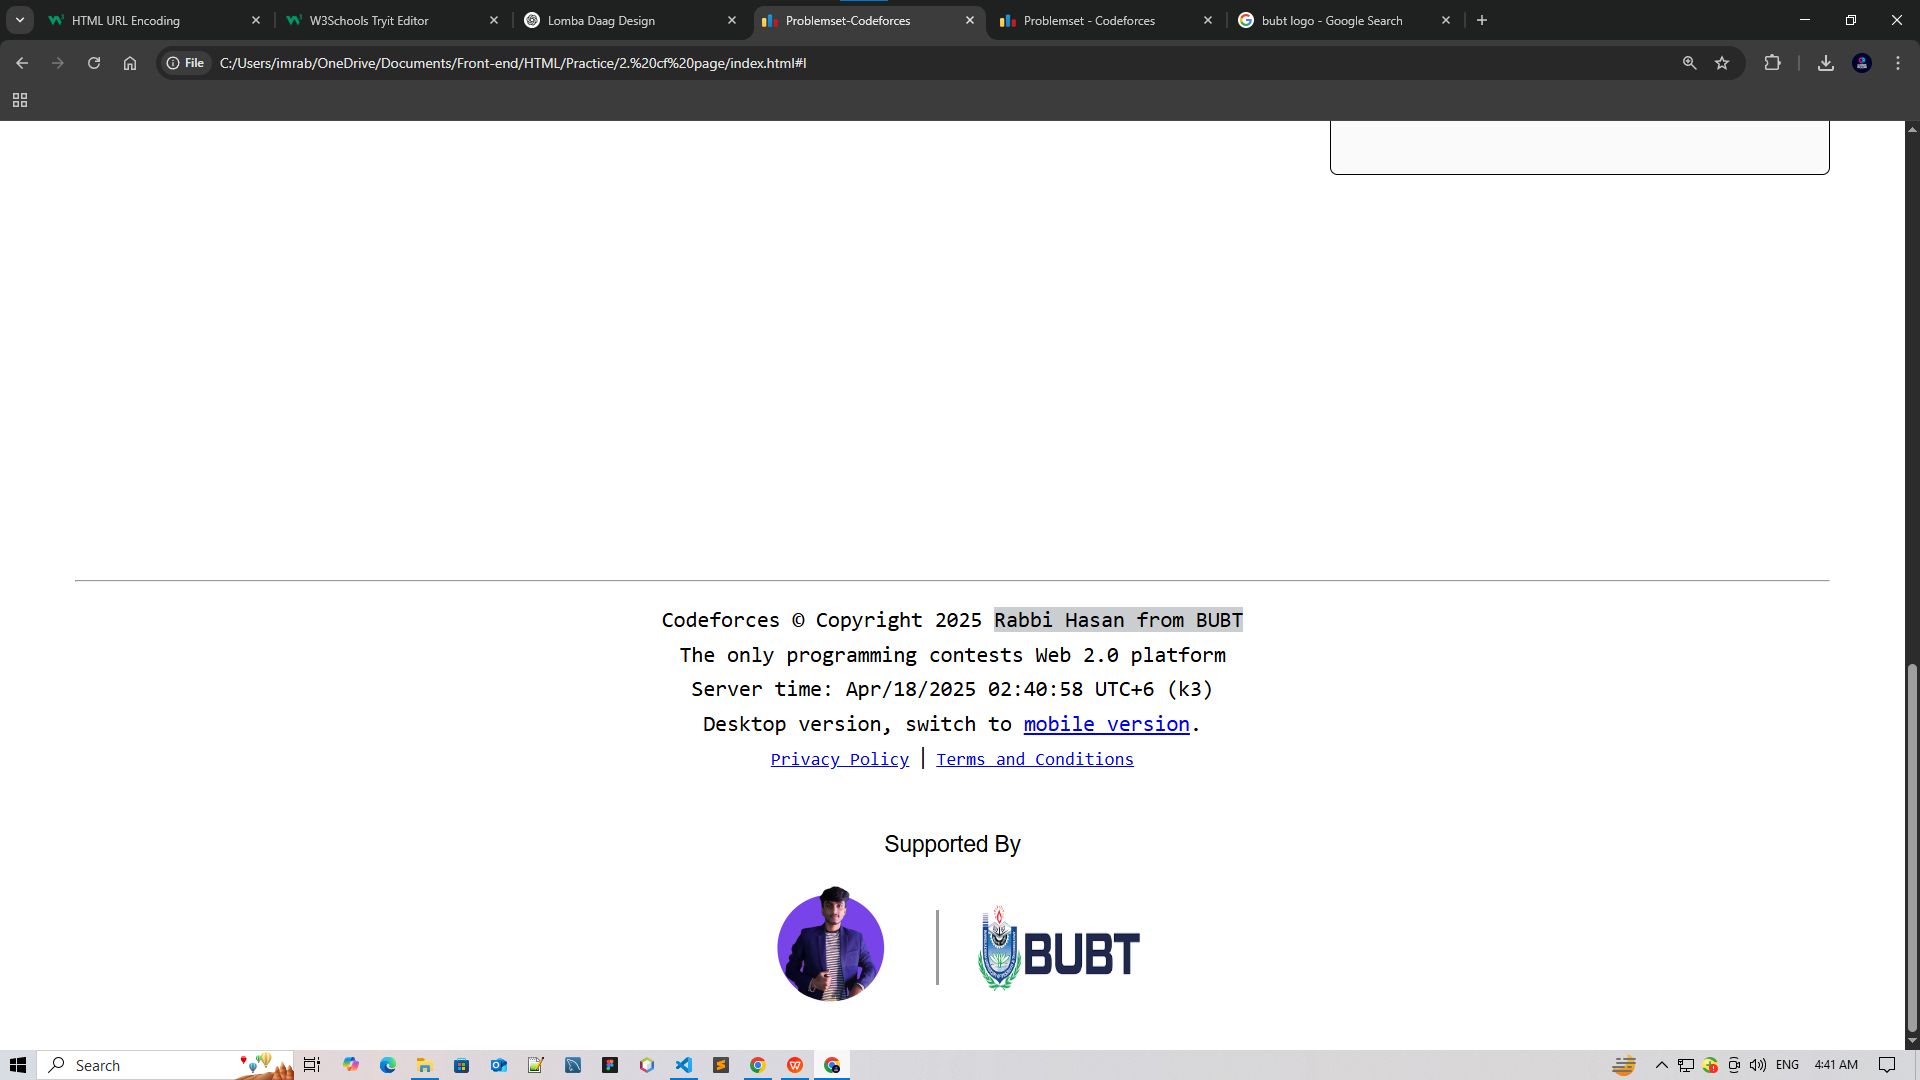 HTML URL Encoding
W3Schools Tryit Editor
Lomba Daag Design
Problemset-Codeforces
Problemset - Codeforces
bubt logo - Google Search
File C:/Users/imrab/OneDrive/Documents/Front-end/HTML/Practice/2.%20cf%20page/index.html#I
Codeforces © Copyright 2025 Rabbi Hasan from BUBT
The only programming contests Web 2.0 platform
Server time: Apr/18/2025 02:40:58 UTC+6 (k3)
Desktop version, switch to mobile version.
Privacy Policy | Terms and Conditions
Supported By
BUBT
Search
ENG 4:41 AM